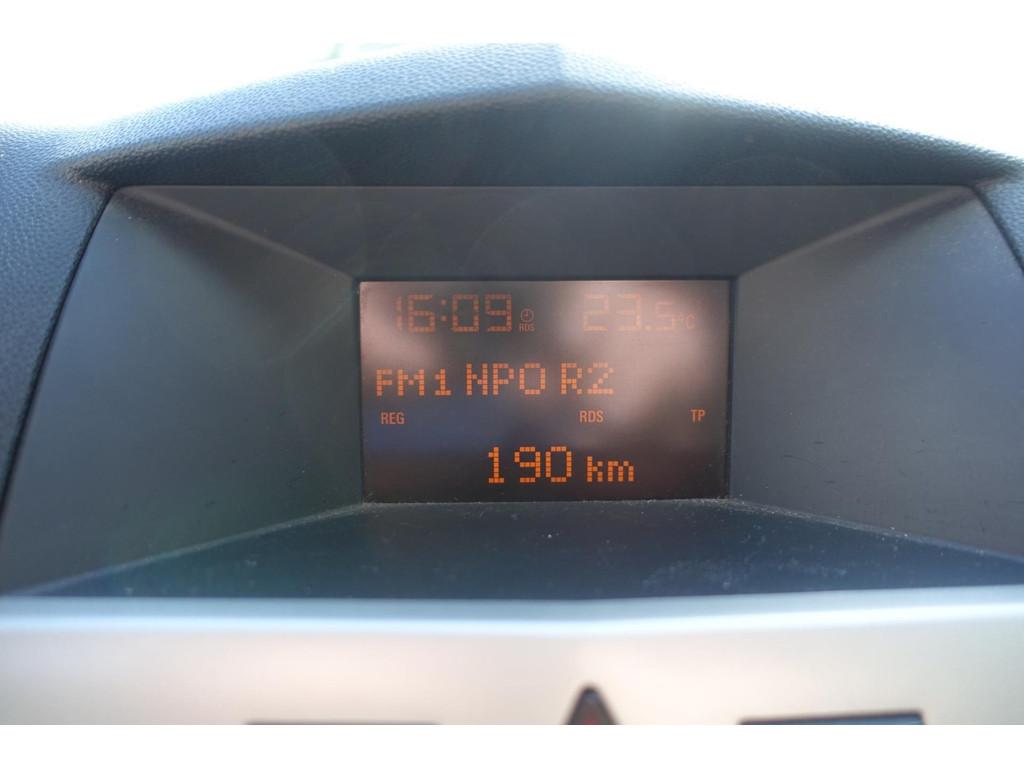 16:09 RDS 23.5°C
FM1 NPO R2
REG RDS TP
190 km